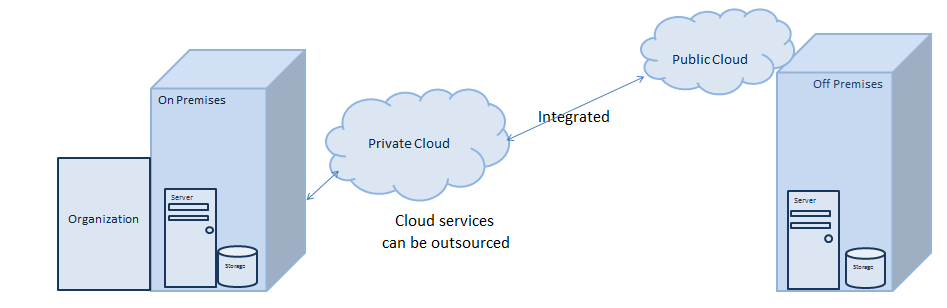 Public Cloud
Off Premises
On Premises
Integrated
Private Cloud
Server
Server
Organization
Cloud services
can be outsourced
Storage
Storage